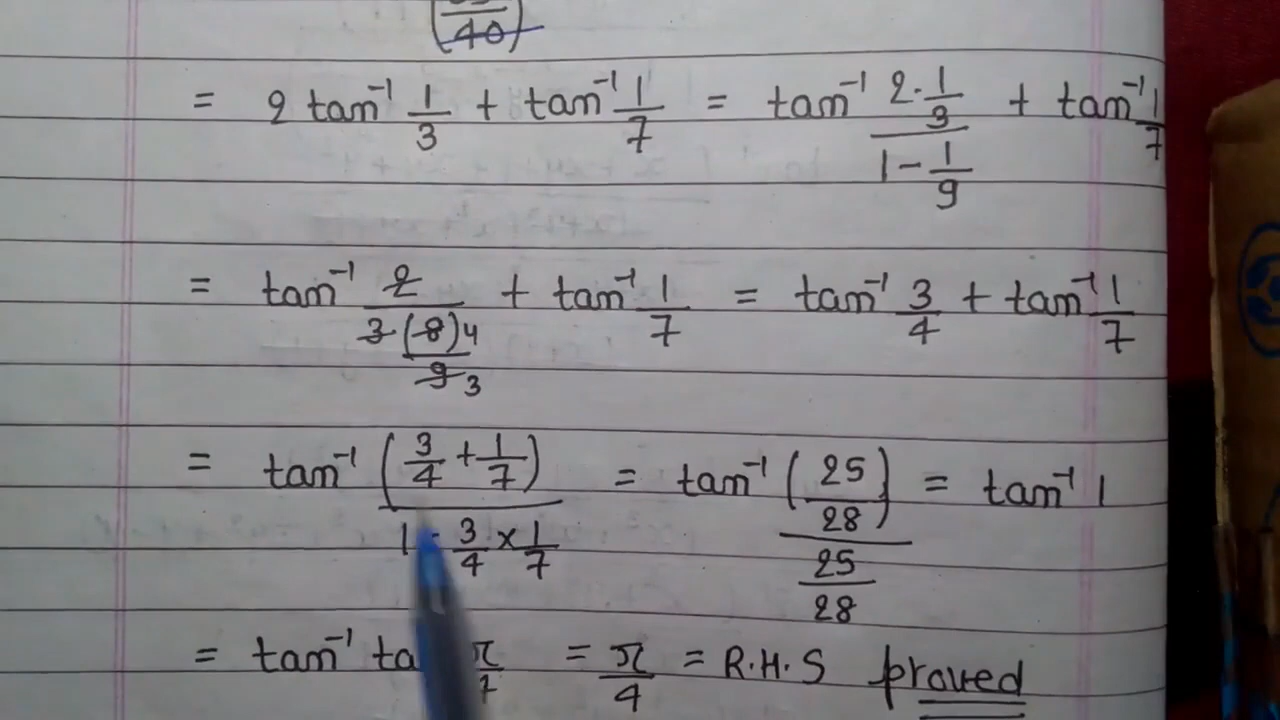 40)
= 2 tan⁻¹ 1/3 + tan⁻¹ 1/7 = tan⁻¹ (2·1/3)/(1 - 1/9) + tan⁻¹ 1/7
= tan⁻¹ 2/(3(8)4/9 3) + tan⁻¹ 1/7 = tan⁻¹ 3/4 + tan⁻¹ 1/7
= tan⁻¹ (3/4 + 1/7)/(1 - 3/4 × 1/7) = tan⁻¹ (25/28)/(25/28) = tan⁻¹ 1
= tan⁻¹ ta π/ = π/4 = R.H.S proved